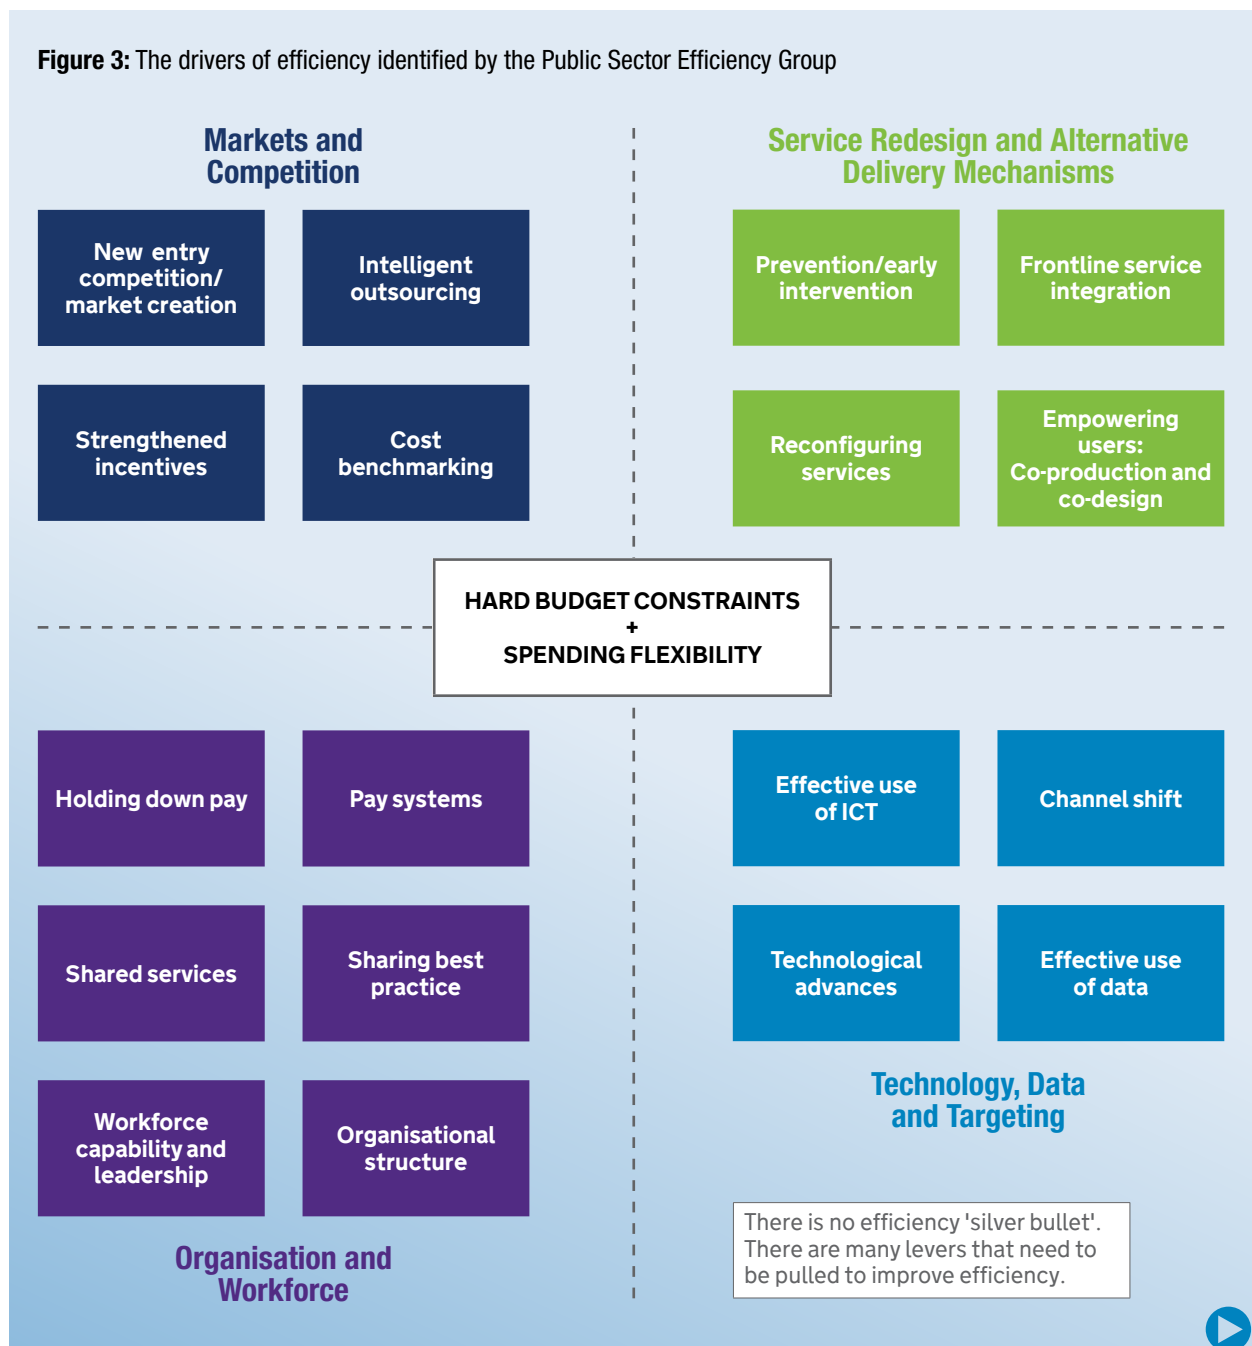 Figure 3: The drivers of efficiency identified by the Public Sector Efficiency Group
Markets and
Competition
New entry
competition/
market creation
Intelligent
outsourcing
Strengthened
incentives
Cost
benchmarking
Service Redesign and Alternative
Delivery Mechanisms
Prevention/early
intervention
Frontline service
integration
Reconfiguring
services
Empowering
users:
Co-production and
co-design
HARD BUDGET CONSTRAINTS
+
SPENDING FLEXIBILITY
Holding down pay
Pay systems
Shared services
Sharing best
practice
Workforce
capability and
leadership
Organisational
structure
Organisation and
Workforce
Effective use
of ICT
Channel shift
Technological
advances
Effective use
of data
Technology, Data
and Targeting
There is no efficiency 'silver bullet'.
There are many levers that need to
be pulled to improve efficiency.